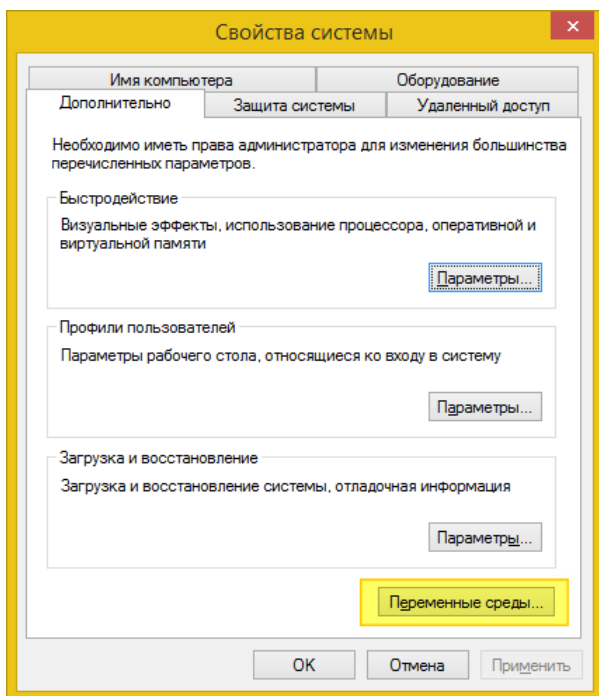 Свойства системы
Имя компьютера
Оборудование
Дополнительно
Защита системы
Удаленный доступ
Необходимо иметь права администратора для изменения большинства
перечисленных параметров.
Быстродействие
Визуальные эффекты, использование процессора, оперативной и
виртуальной памяти
Параметры...
Профили пользователей
Параметры рабочего стола, относящиеся ко входу в систему
Параметры...
Загрузка и восстановление
Загрузка и восстановление системы, отладочная информация
Параметры...
Переменные среды...
OK
Отмена
Применить